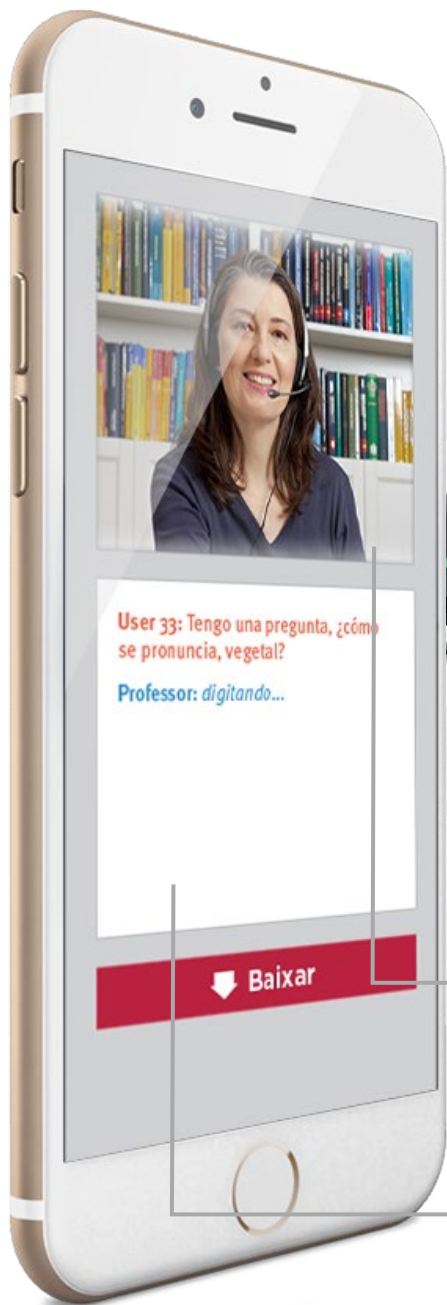 User 33: Tengo una pregunta, ¿cómo
se pronuncia, vegetal?
Professor: digitando...
Baixar